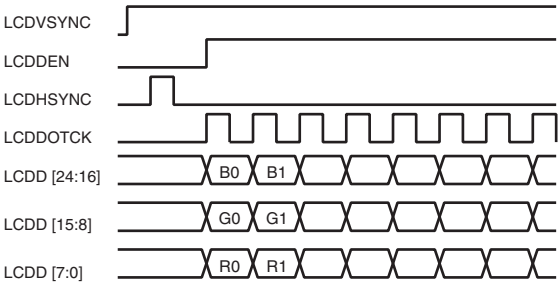 LCDVSYNC
LCDDEN
LCDHSYNC
LCDDOTCK
LCDD [24:16] B0 B1
LCDD [15:8] G0 G1
LCDD [7:0] R0 R1